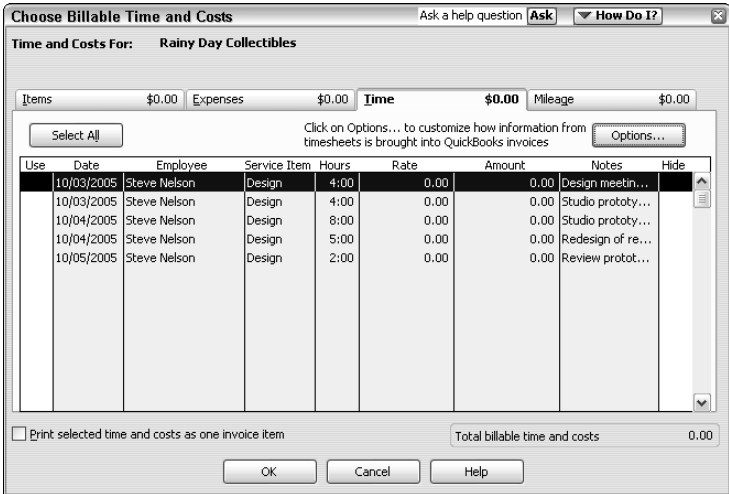 Choose Billable Time and Costs Ask a help question Ask How Do I?
Time and Costs For: Rainy Day Collectibles
Items $0.00 Expenses $0.00 Time $0.00 Mileage $0.00
Select All Click on Options... to customize how information from
timesheets is brought into QuickBooks invoices Options...
Use Date Employee Service Item Hours Rate Amount Notes Hide
10/03/2005 Steve Nelson Design 4:00 0.00 0.00 Design meetin...
10/03/2005 Steve Nelson Design 4:00 0.00 0.00 Studio prototy...
10/04/2005 Steve Nelson Design 8:00 0.00 0.00 Studio prototy...
10/04/2005 Steve Nelson Design 5:00 0.00 0.00 Redesign of re...
10/05/2005 Steve Nelson Design 2:00 0.00 0.00 Review protot...
Print selected time and costs as one invoice item Total billable time and costs 0.00
OK Cancel Help